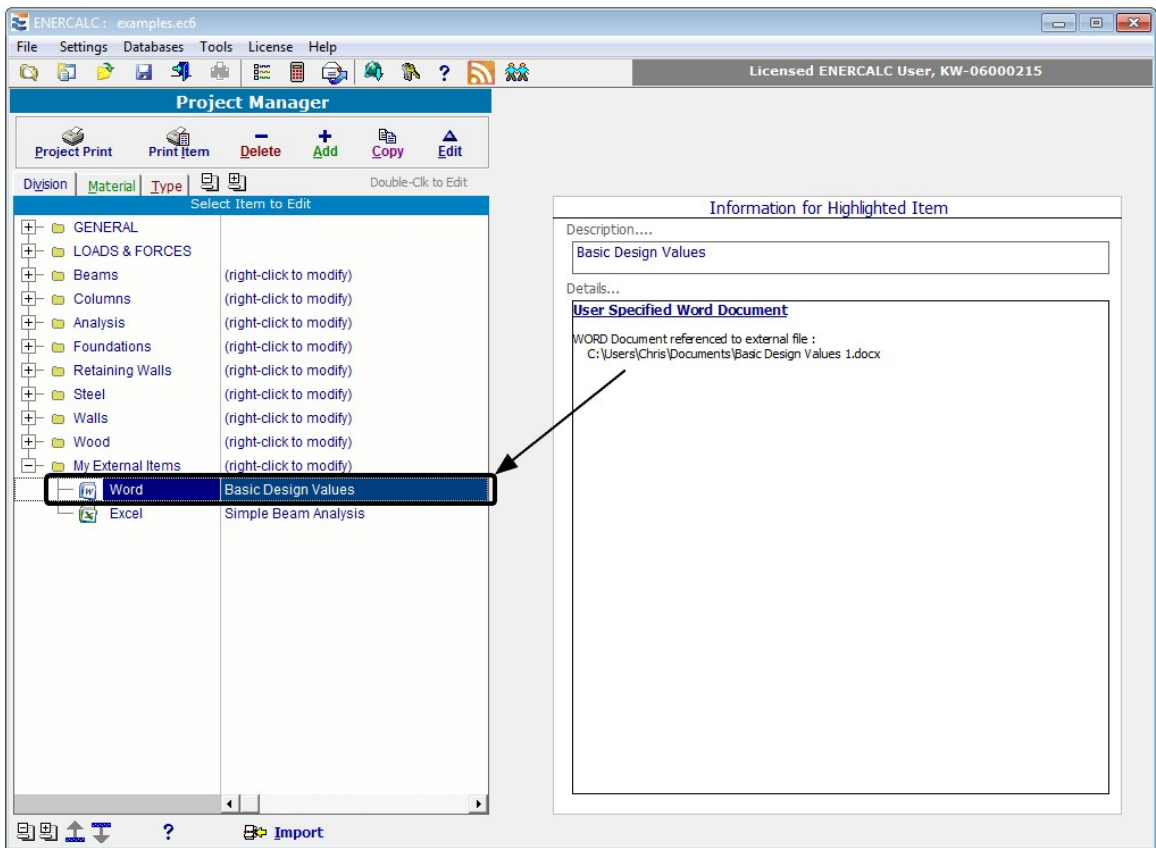 ENERCALC : examples.ec6
File Settings Databases Tools License Help
Licensed ENERCALC User, KW-06000215
Project Manager
Project Print Print Item Delete Add Copy Edit
Division Material Type Double-Clk to Edit
Select Item to Edit
GENERAL
LOADS & FORCES
Beams (right-click to modify)
Columns (right-click to modify)
Analysis (right-click to modify)
Foundations (right-click to modify)
Retaining Walls (right-click to modify)
Steel (right-click to modify)
Walls (right-click to modify)
Wood (right-click to modify)
My External Items (right-click to modify)
Word Basic Design Values
Excel Simple Beam Analysis
? Import
Information for Highlighted Item
Description....
Basic Design Values
Details...
User Specified Word Document
WORD Document referenced to external file :
C:\Users\Chris\Documents\Basic Design Values 1.docx